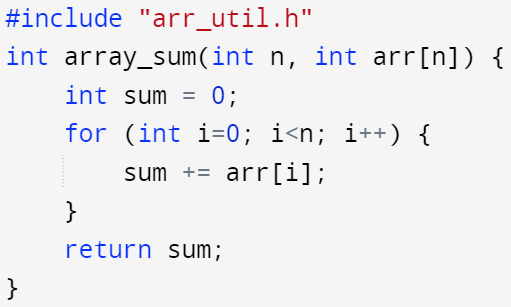 #include "arr_util.h"
int array_sum(int n, int arr[n]) {
    int sum = 0;
    for (int i=0; i<n; i++) {
        sum += arr[i];
    }
    return sum;
}